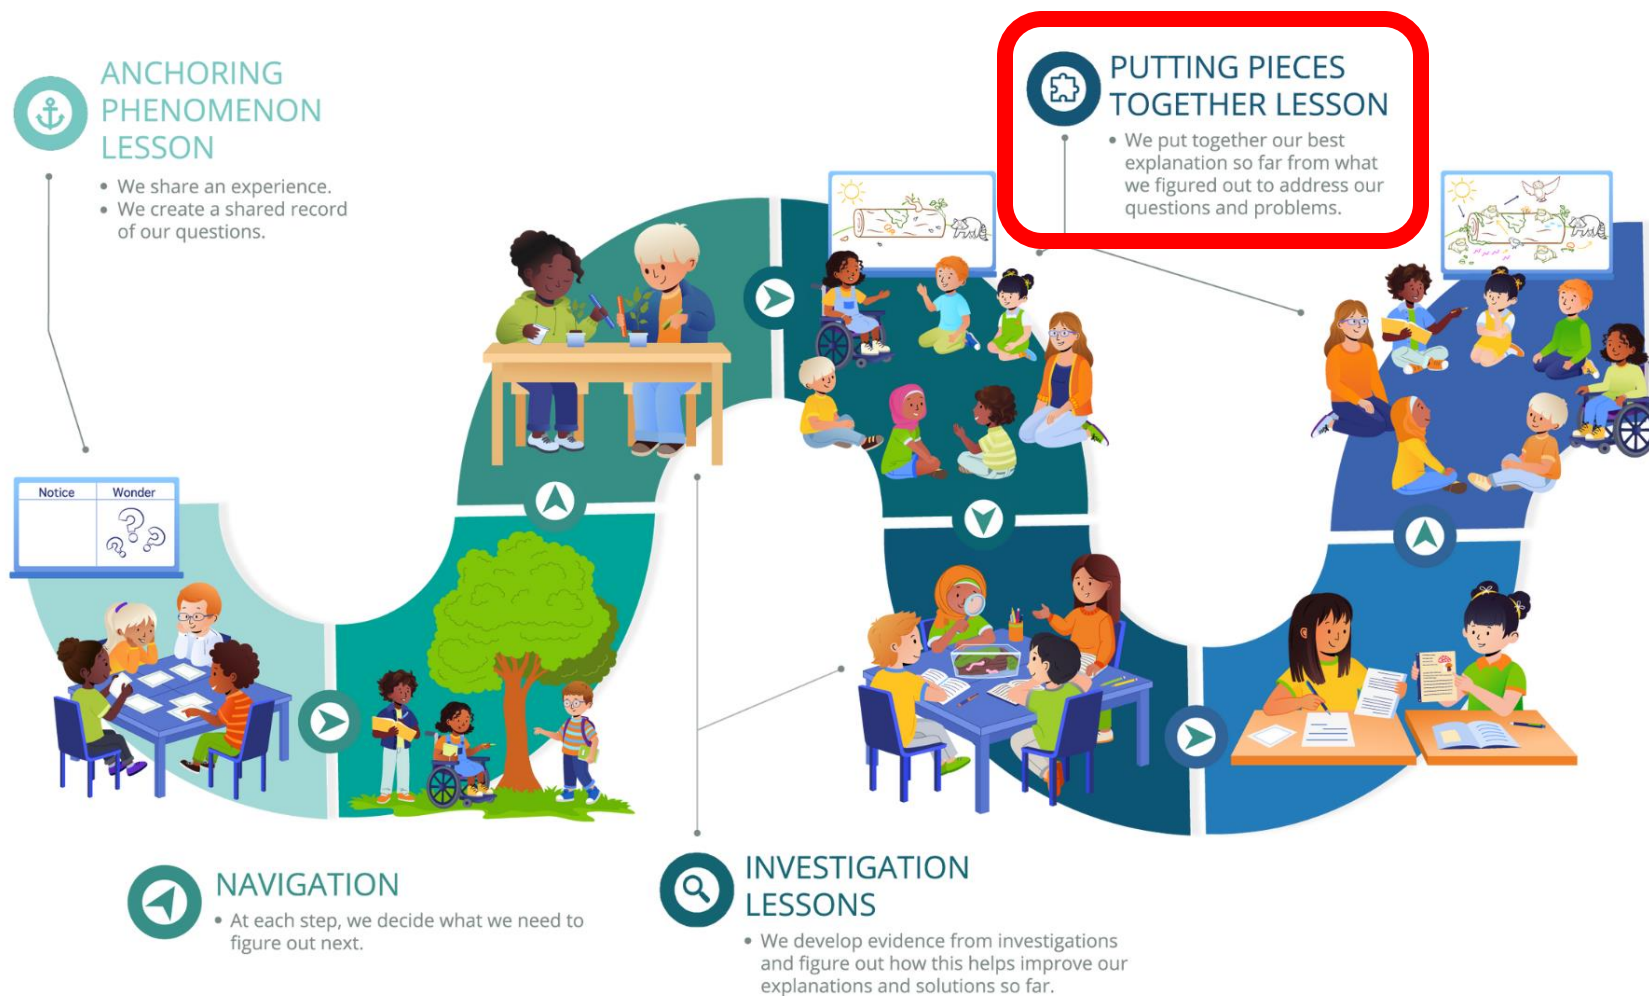 ANCHORING
PHENOMENON
LESSON
• We share an experience.
• We create a shared record
of our questions.
PUTTING PIECES
TOGETHER LESSON
• We put together our best
explanation so far from what
we figured out to address our
questions and problems.
Notice Wonder
???
NAVIGATION
• At each step, we decide what we need to
figure out next.
INVESTIGATION
LESSONS
• We develop evidence from investigations
and figure out how this helps improve our
explanations and solutions so far.